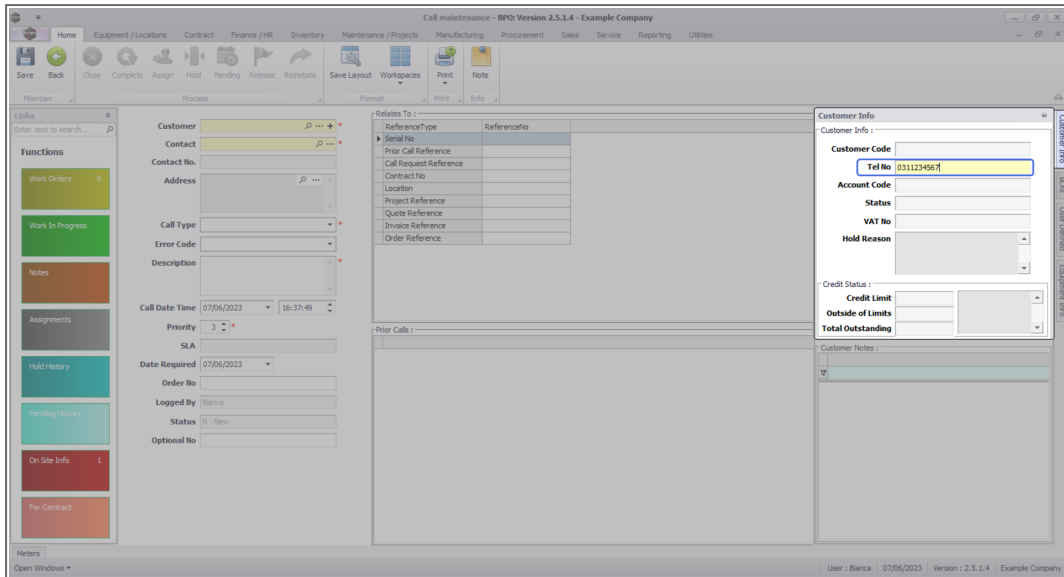 Call maintenance - BPO: Version 2.5.1.4 - Example Company
Home Equipment / Locations Contract Finance / HR Inventory Maintenance / Projects Manufacturing Procurement Sales Service Reporting Utilities
Save Back Close Complete Assign Hold Pending Release Reinstate Save Layout Workspaces Print Note
Maintain Process Format Print Info
Links
Enter text to search...
Functions
Work Orders 0
Work In Progress
Notes
Assignments
Hold History
Pending History
On Site Info 1
For Contract
Customer *
Contact *
Contact No.
Address
Call Type *
Error Code
Description *
Call Date Time 07/06/2023 16:37:49
Priority 3 *
SLA
Date Required 07/06/2023
Order No
Logged By Bianca
Status N - New
Optional No
Relates To :
ReferenceType ReferenceNo
Serial No
Prior Call Reference
Call Request Reference
Contract No
Location
Project Reference
Quote Reference
Invoice Reference
Order Reference
Prior Calls :
Customer Info
Customer Info :
Customer Code
Tel No 0311234567
Account Code
Status
VAT No
Hold Reason
Credit Status :
Credit Limit
Outside of Limits
Total Outstanding
Customer Notes :
Customer Info
SLAs
User Defined
Equipment Info
Meters
Open Windows
User : Bianca 07/06/2023 Version : 2.5.1.4 Example Company